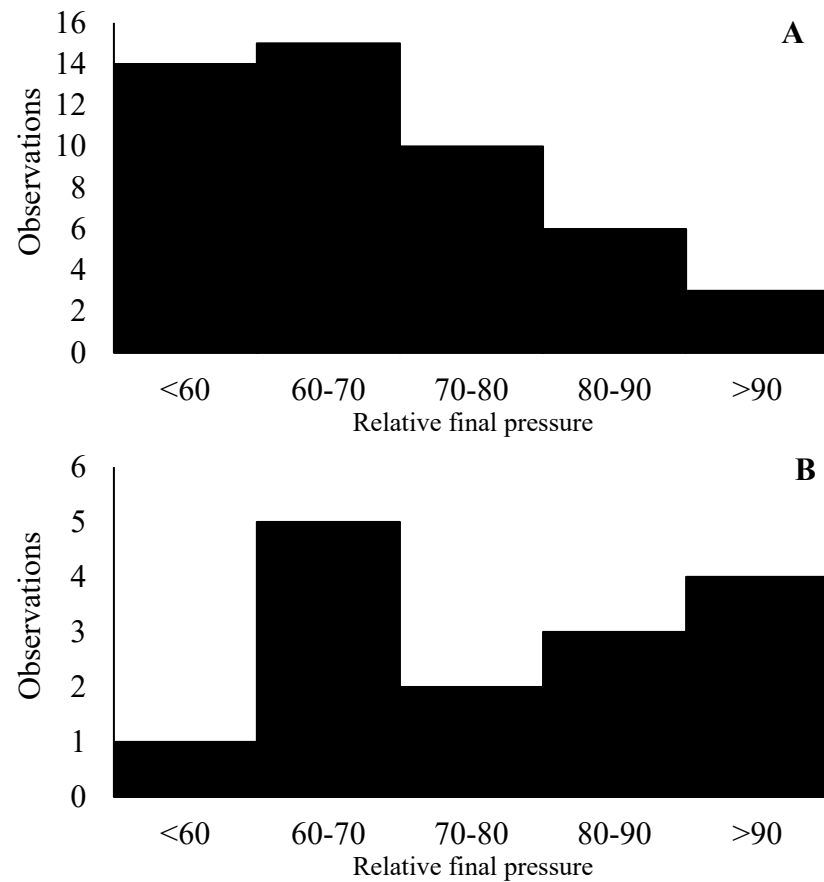 A
Observations
16
14
12
10
8
6
4
2
0
<60 60-70 70-80 80-90 >90
Relative final pressure
B
Observations
6
5
4
3
2
1
0
<60 60-70 70-80 80-90 >90
Relative final pressure